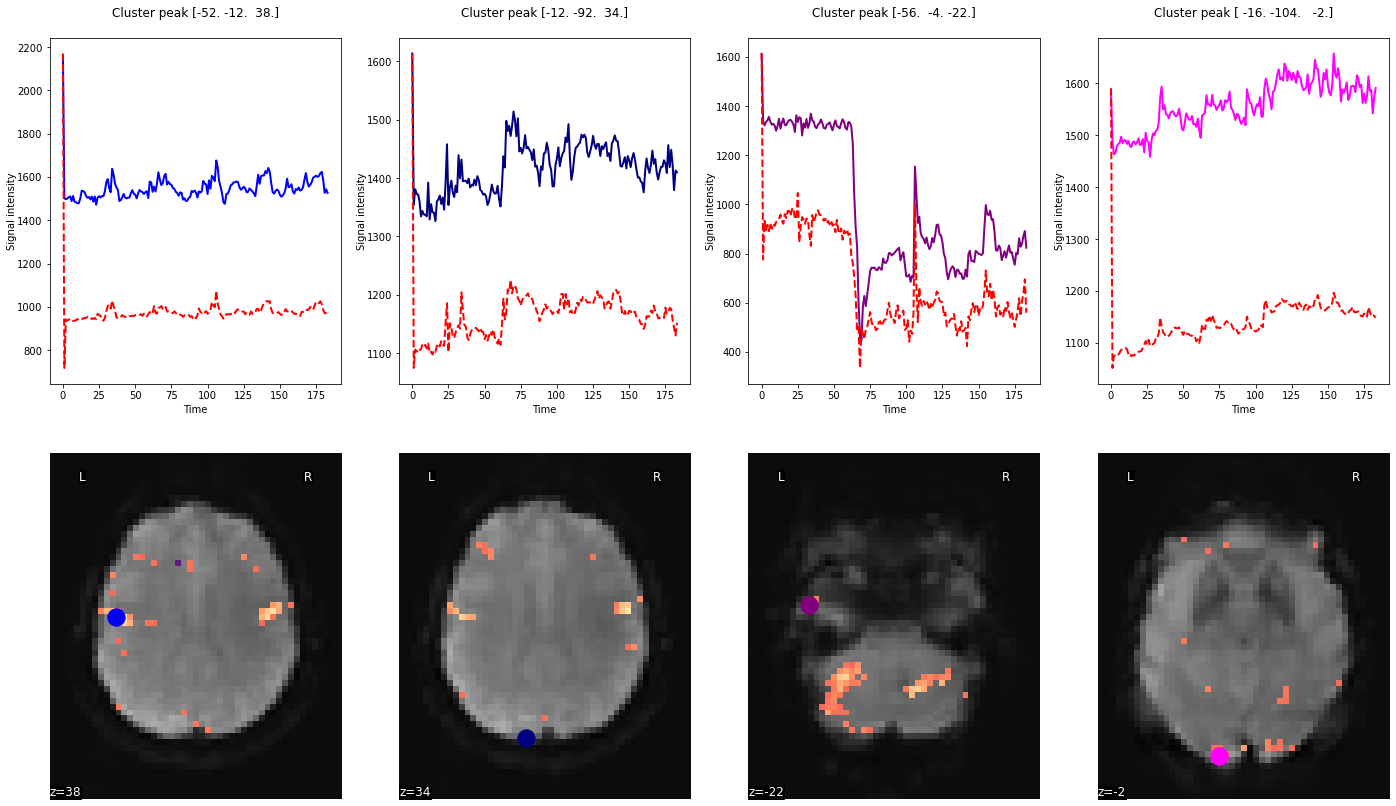 Cluster peak [-52. -12.  38.]
Cluster peak [-12. -92.  34.]
Cluster peak [-56.  -4. -22.]
Cluster peak [ -16. -104.   -2.]
Signal intensity
2200
2000
1800
1600
1400
1200
1000
800
0 25 50 75 100 125 150 175
Time
Signal intensity
1600
1500
1400
1300
1200
1100
0 25 50 75 100 125 150 175
Time
Signal intensity
1600
1400
1200
1000
800
600
400
0 25 50 75 100 125 150 175
Time
Signal intensity
1600
1500
1400
1300
1200
1100
0 25 50 75 100 125 150 175
Time
L R
z=38
L R
z=34
L R
z=-22
L R
z=-2